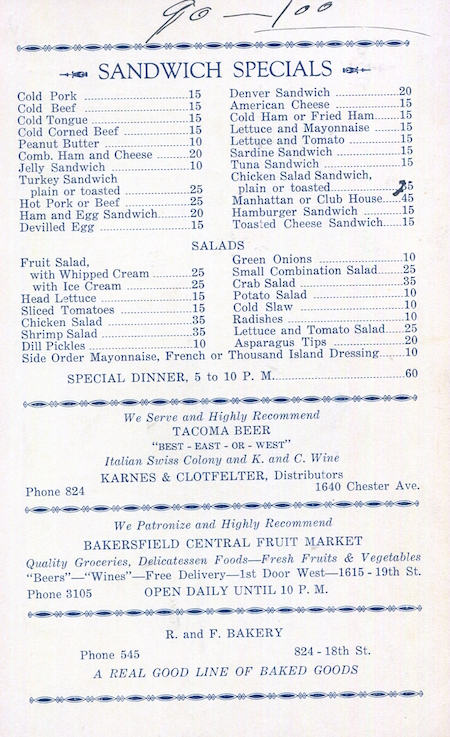 90 - 100
SANDWICH SPECIALS
Cold Pork 15
Cold Beef 15
Cold Tongue 15
Cold Corned Beef 15
Peanut Butter 10
Comb. Ham and Cheese 20
Jelly Sandwich 10
Turkey Sandwich
plain or toasted 25
Hot Pork or Beef 25
Ham and Egg Sandwich 20
Devilled Egg 15
Denver Sandwich 20
American Cheese 15
Cold Ham or Fried Ham 15
Lettuce and Mayonnaise 15
Lettuce and Tomato 15
Sardine Sandwich 15
Tuna Sandwich 15
Chicken Salad Sandwich,
plain or toasted
Manhattan or Club House 45
Hamburger Sandwich 15
Toasted Cheese Sandwich 15
SALADS
Fruit Salad,
with Whipped Cream 25
with Ice Cream 25
Head Lettuce 15
Sliced Tomatoes 15
Chicken Salad 35
Shrimp Salad 35
Dill Pickles 10
Green Onions 10
Small Combination Salad 25
Crab Salad 35
Potato Salad 10
Cold Slaw 10
Radishes 10
Lettuce and Tomato Salad 25
Asparagus Tips 20
Side Order Mayonnaise, French or Thousand Island Dressing 10
SPECIAL DINNER, 5 to 10 P. M. 60
We Serve and Highly Recommend
TACOMA BEER
"BEST - EAST - OR - WEST"
Italian Swiss Colony and K. and C. Wine
KARNES & CLOTFELTER, Distributors
Phone 824 1640 Chester Ave.
We Patronize and Highly Recommend
BAKERSFIELD CENTRAL FRUIT MARKET
Quality Groceries, Delicatessen Foods—Fresh Fruits & Vegetables
"Beers"—"Wines"—Free Delivery—1st Door West—1615 - 19th St.
Phone 3105 OPEN DAILY UNTIL 10 P. M.
R. and F. BAKERY
Phone 545 824 - 18th St.
A REAL GOOD LINE OF BAKED GOODS